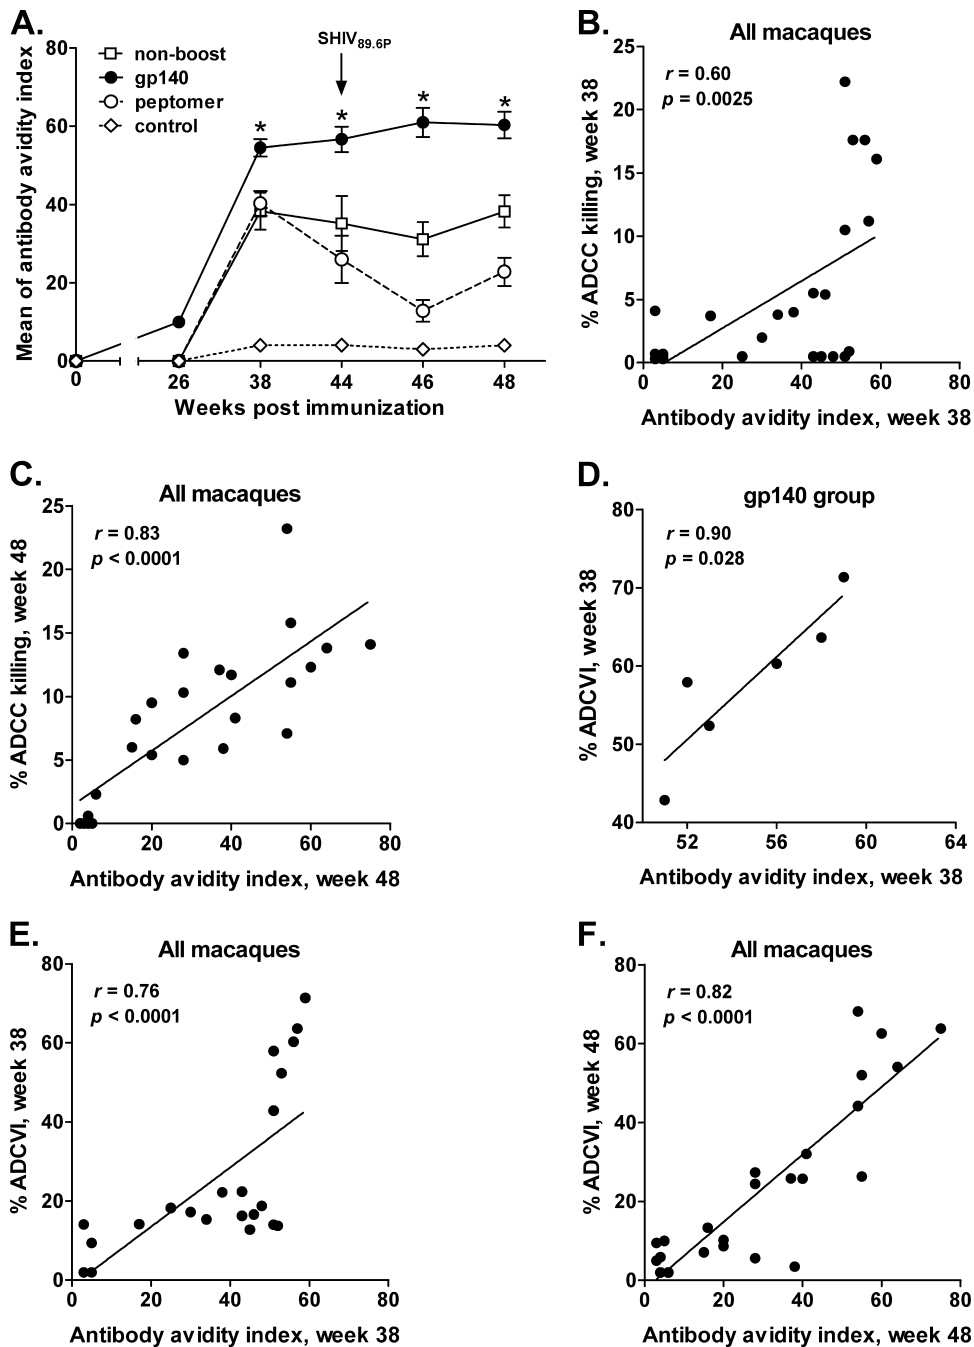 A.
SHIV89.6P
non-boost
gp140
peptomer
control
Mean of antibody avidity index
80
60
40
20
0
* * * *
0 26 38 44 46 48
Weeks post immunization
B.
All macaques
r = 0.60
p = 0.0025
% ADCC killing, week 38
25
20
15
10
5
0
0 20 40 60 80
Antibody avidity index, week 38
C.
All macaques
r = 0.83
p < 0.0001
% ADCC killing, week 48
25
20
15
10
5
0
0 20 40 60 80
Antibody avidity index, week 48
D.
gp140 group
r = 0.90
p = 0.028
% ADCVI, week 38
80
70
60
50
40
52 56 60 64
Antibody avidity index, week 38
E.
All macaques
r = 0.76
p < 0.0001
% ADCVI, week 38
80
60
40
20
0
0 20 40 60 80
Antibody avidity index, week 38
F.
All macaques
r = 0.82
p < 0.0001
% ADCVI, week 48
80
60
40
20
0
0 20 40 60 80
Antibody avidity index, week 48